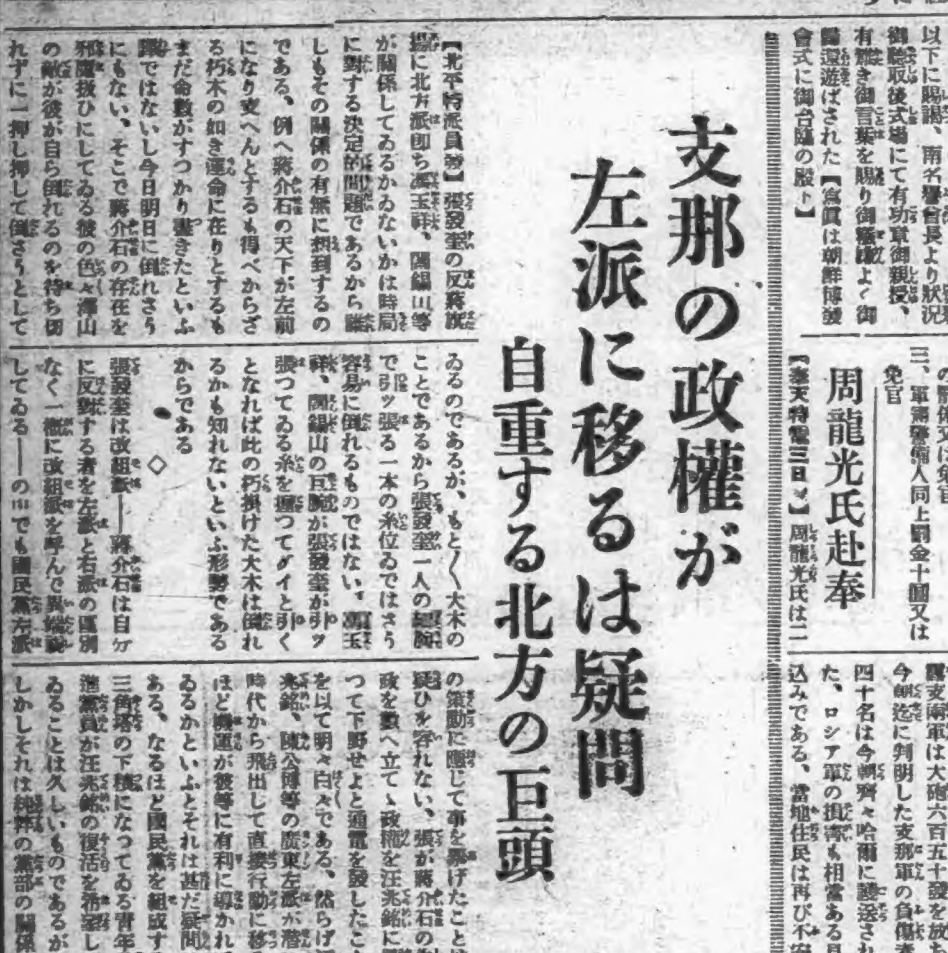 以下に賜謁、南名譽會長より狀況
御聽取後式場にて有功章御親授、
有難き御言葉を賜り御機嫌よく御
歸還遊ばされた【寫眞は朝鮮博發
會式に御台臨の殿下】
三、軍需警備人同上罰金十圓又は
免官
周龍光氏赴奉
【奉天特電三日發】周龍光氏は二
支兩軍は大砲六百五十發を放ち
今朝迄に判明した支那軍の負傷者
四十名は今朝齊々哈爾に護送され
た、ロシア軍の損害も相當ある見
込みである、當地住民は再び不安
支那の政權が
左派に移るは疑問
自重する北方の巨頭
【北平特派員發】張發奎の反蔣旗
揚に北方派卽ち馮玉祥、閻錫山等
が關係してゐるかゐないかは時局
に對する決定的問題であるから誰
しもその關係の有無に想到するの
である、例へ蔣介石の天下が左前
になり支へんとするも得べからざ
る朽木の如き運命に在りとするも
まだ命數がすつかり盡きたといふ
譯ではないし今日明日に倒れさう
にもない、そこで蔣介石の存在を
邪魔扱ひにしてゐる彼の色々澤山
の敵が彼が自ら倒れるのを待ち切
れずに一押し押して倒さうとして
ゐるのであるが、もと〳〵大木の
ことであるから張發奎一人の細腕
で引ッ張る一本の糸位ゐではさう
容易に倒れるものではない、馮玉
祥、閻錫山の巨腕が張發奎が引ッ
張つてゐる糸を握つてグイと引く
となれば此の朽掛けた大木は倒れ
るかも知れないといふ形勢である
からである
◇
張發奎は改組派――蔣介石は自ら
に反對する者を左派と右派の區別
なく一槪に改組派を呼んで異端視
してゐる――の中でも國民黨左派
の策動に應じて事を擧げたことは
疑ひを容れない、張が蔣介石の
政を數へ立てゝ政權を汪兆銘に
つて下野せよと通電を發したこ
を以て明々白々である、然らば
兆銘、陳公博等の廣東左派が潜
時代から飛出して直接行動に移
ほど機運が彼等に有利に導かれ
ゐるかといふとそれは甚だ疑問
ある、なるほど國民黨を組成す
三角塔の下積になつてゐる靑年
進黨員が汪兆銘の復活を希望し
ゐることは久しいものであるが
しかしそれは純粹の黨部の關係